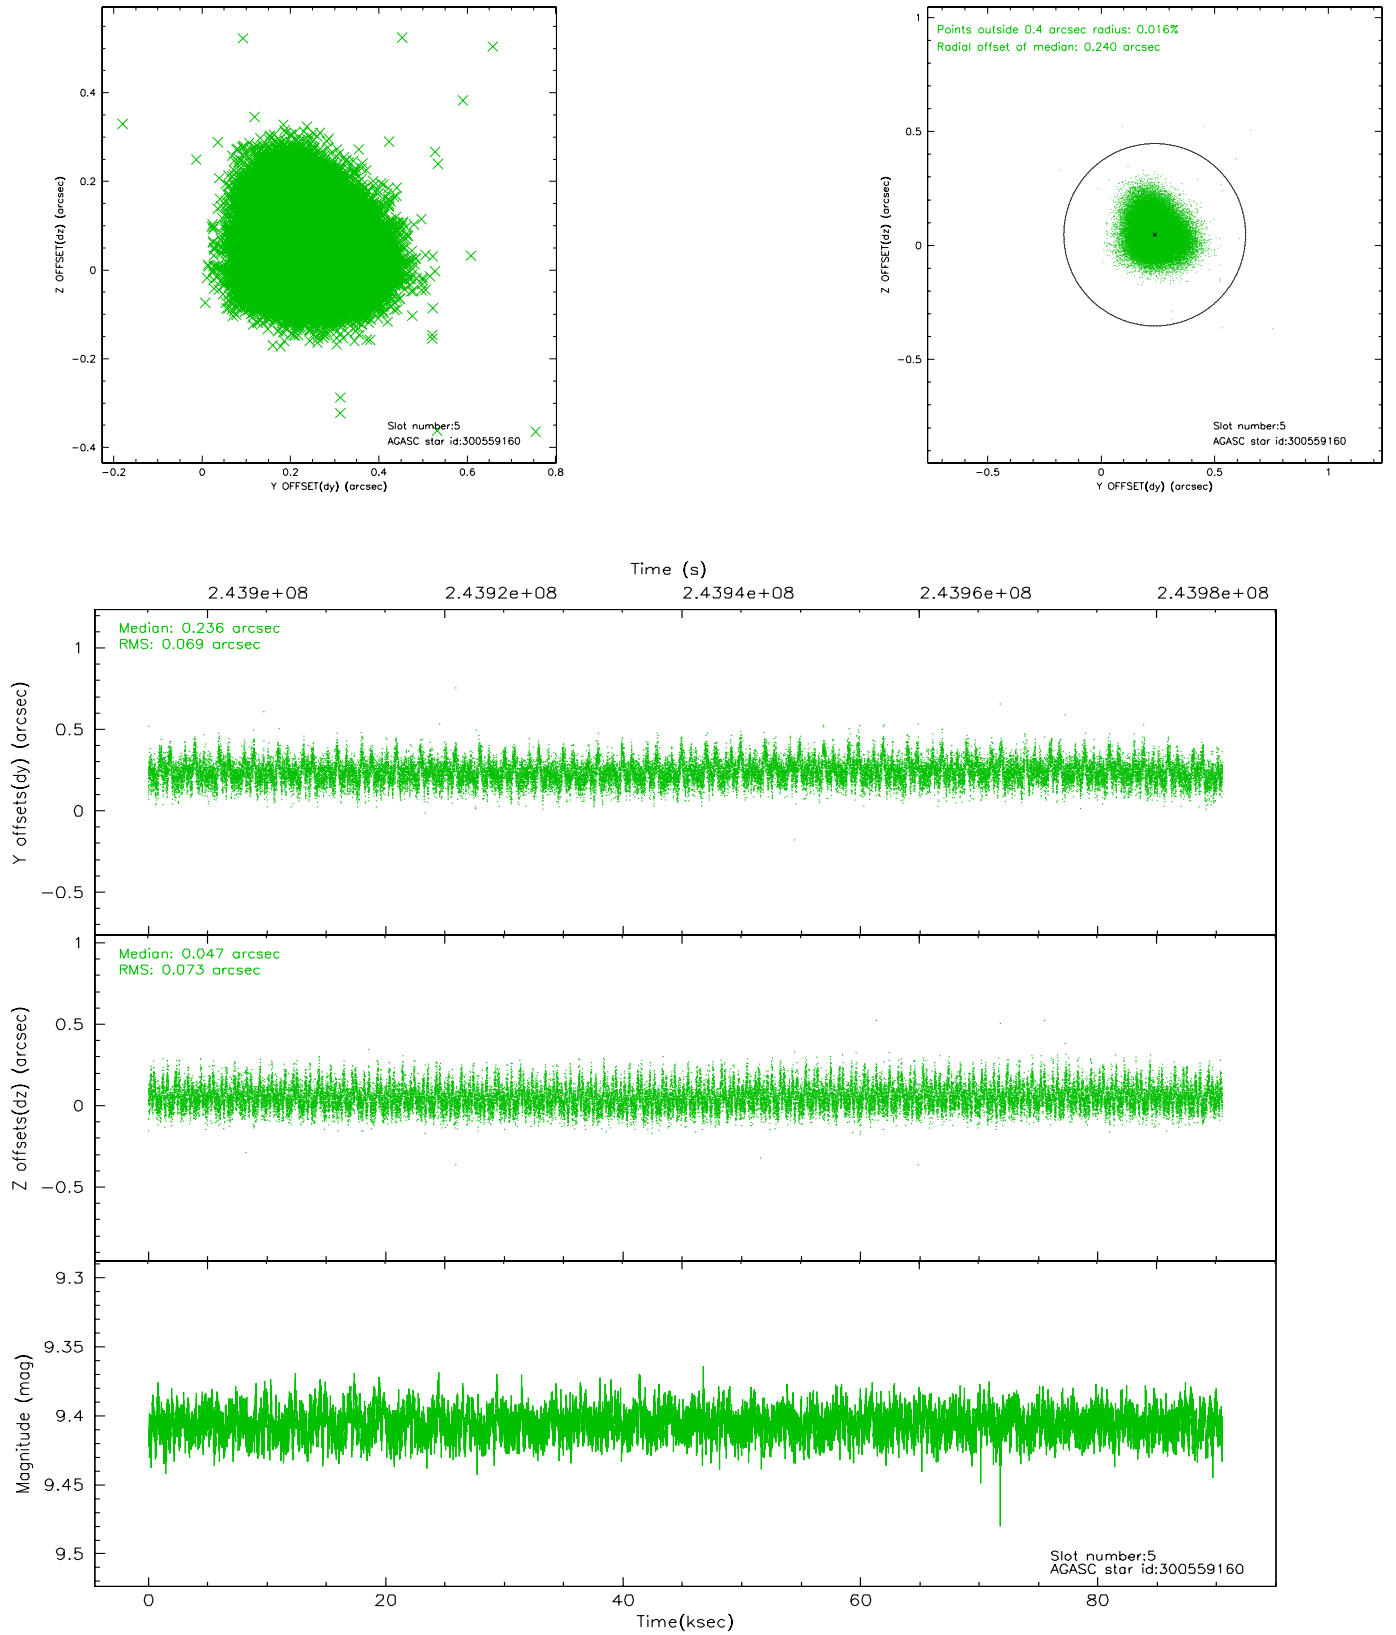 0.4
0.2
0
−0.2
−0.4
Z OFFSET(dz) (arcsec)
−0.2 0 0.2 0.4 0.6 0.8
Y OFFSET(dy) (arcsec)
Slot number:5
AGASC star id:300559160
1
0.5
0
−0.5
Z OFFSET(dz) (arcsec)
−0.5 0 0.5 1
Y OFFSET(dy) (arcsec)
Points outside 0.4 arcsec radius: 0.016%
Radial offset of median: 0.240 arcsec
Slot number:5
AGASC star id:300559160
Time (s)
2.439e+08 2.4392e+08 2.4394e+08 2.4396e+08 2.4398e+08
Median: 0.236 arcsec
RMS: 0.069 arcsec
1
0.5
0
−0.5
Y offsets(dy) (arcsec)
Median: 0.047 arcsec
RMS: 0.073 arcsec
1
0.5
0
−0.5
Z offsets(dz) (arcsec)
9.3
9.35
9.4
9.45
9.5
Magnitude (mag)
Slot number:5
AGASC star id:300559160
0 20 40 60 80
Time(ksec)